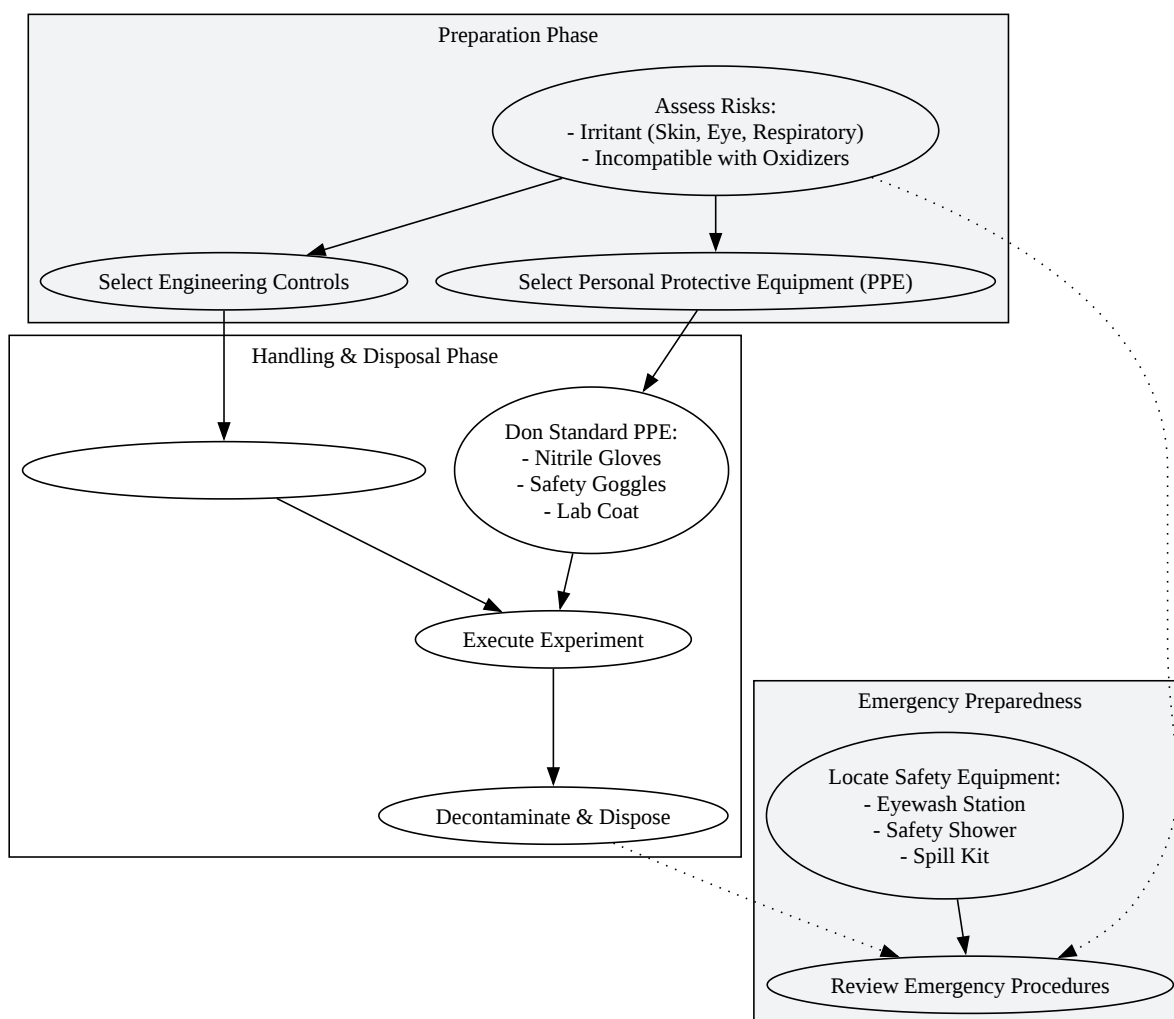 Preparation Phase
Assess Risks:
- Irritant (Skin, Eye, Respiratory)
- Incompatible with Oxidizers
Select Engineering Controls
Select Personal Protective Equipment (PPE)
Handling & Disposal Phase
Don Standard PPE:
- Nitrile Gloves
- Safety Goggles
- Lab Coat
Execute Experiment
Decontaminate & Dispose
Emergency Preparedness
Locate Safety Equipment:
- Eyewash Station
- Safety Shower
- Spill Kit
Review Emergency Procedures